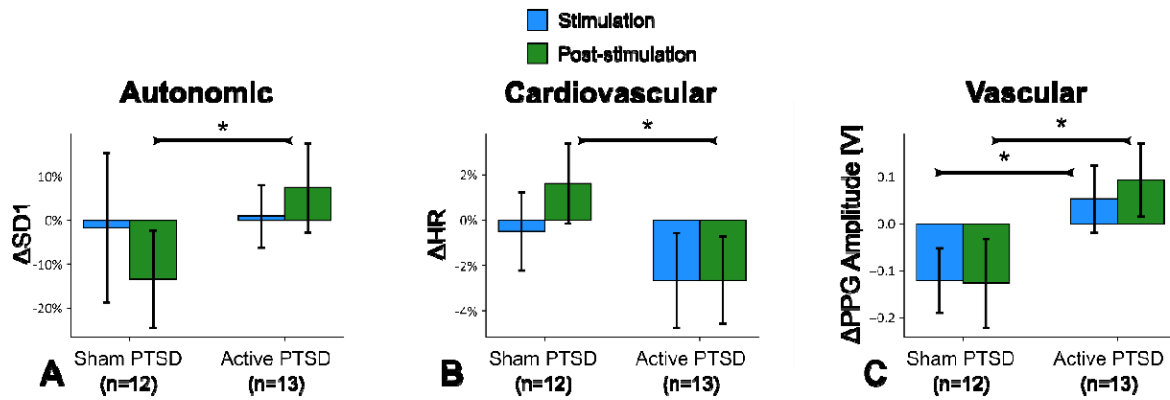 Stimulation
Post-stimulation
Autonomic
Cardiovascular
Vascular
*
*
*
*
ΔSD1
10%
0%
-10%
-20%
Sham PTSD
(n=12)
Active PTSD
(n=13)
A
ΔHR
2%
0%
-2%
-4%
Sham PTSD
(n=12)
Active PTSD
(n=13)
B
ΔPPG Amplitude [V]
0.1
0.0
−0.1
−0.2
Sham PTSD
(n=12)
Active PTSD
(n=13)
C